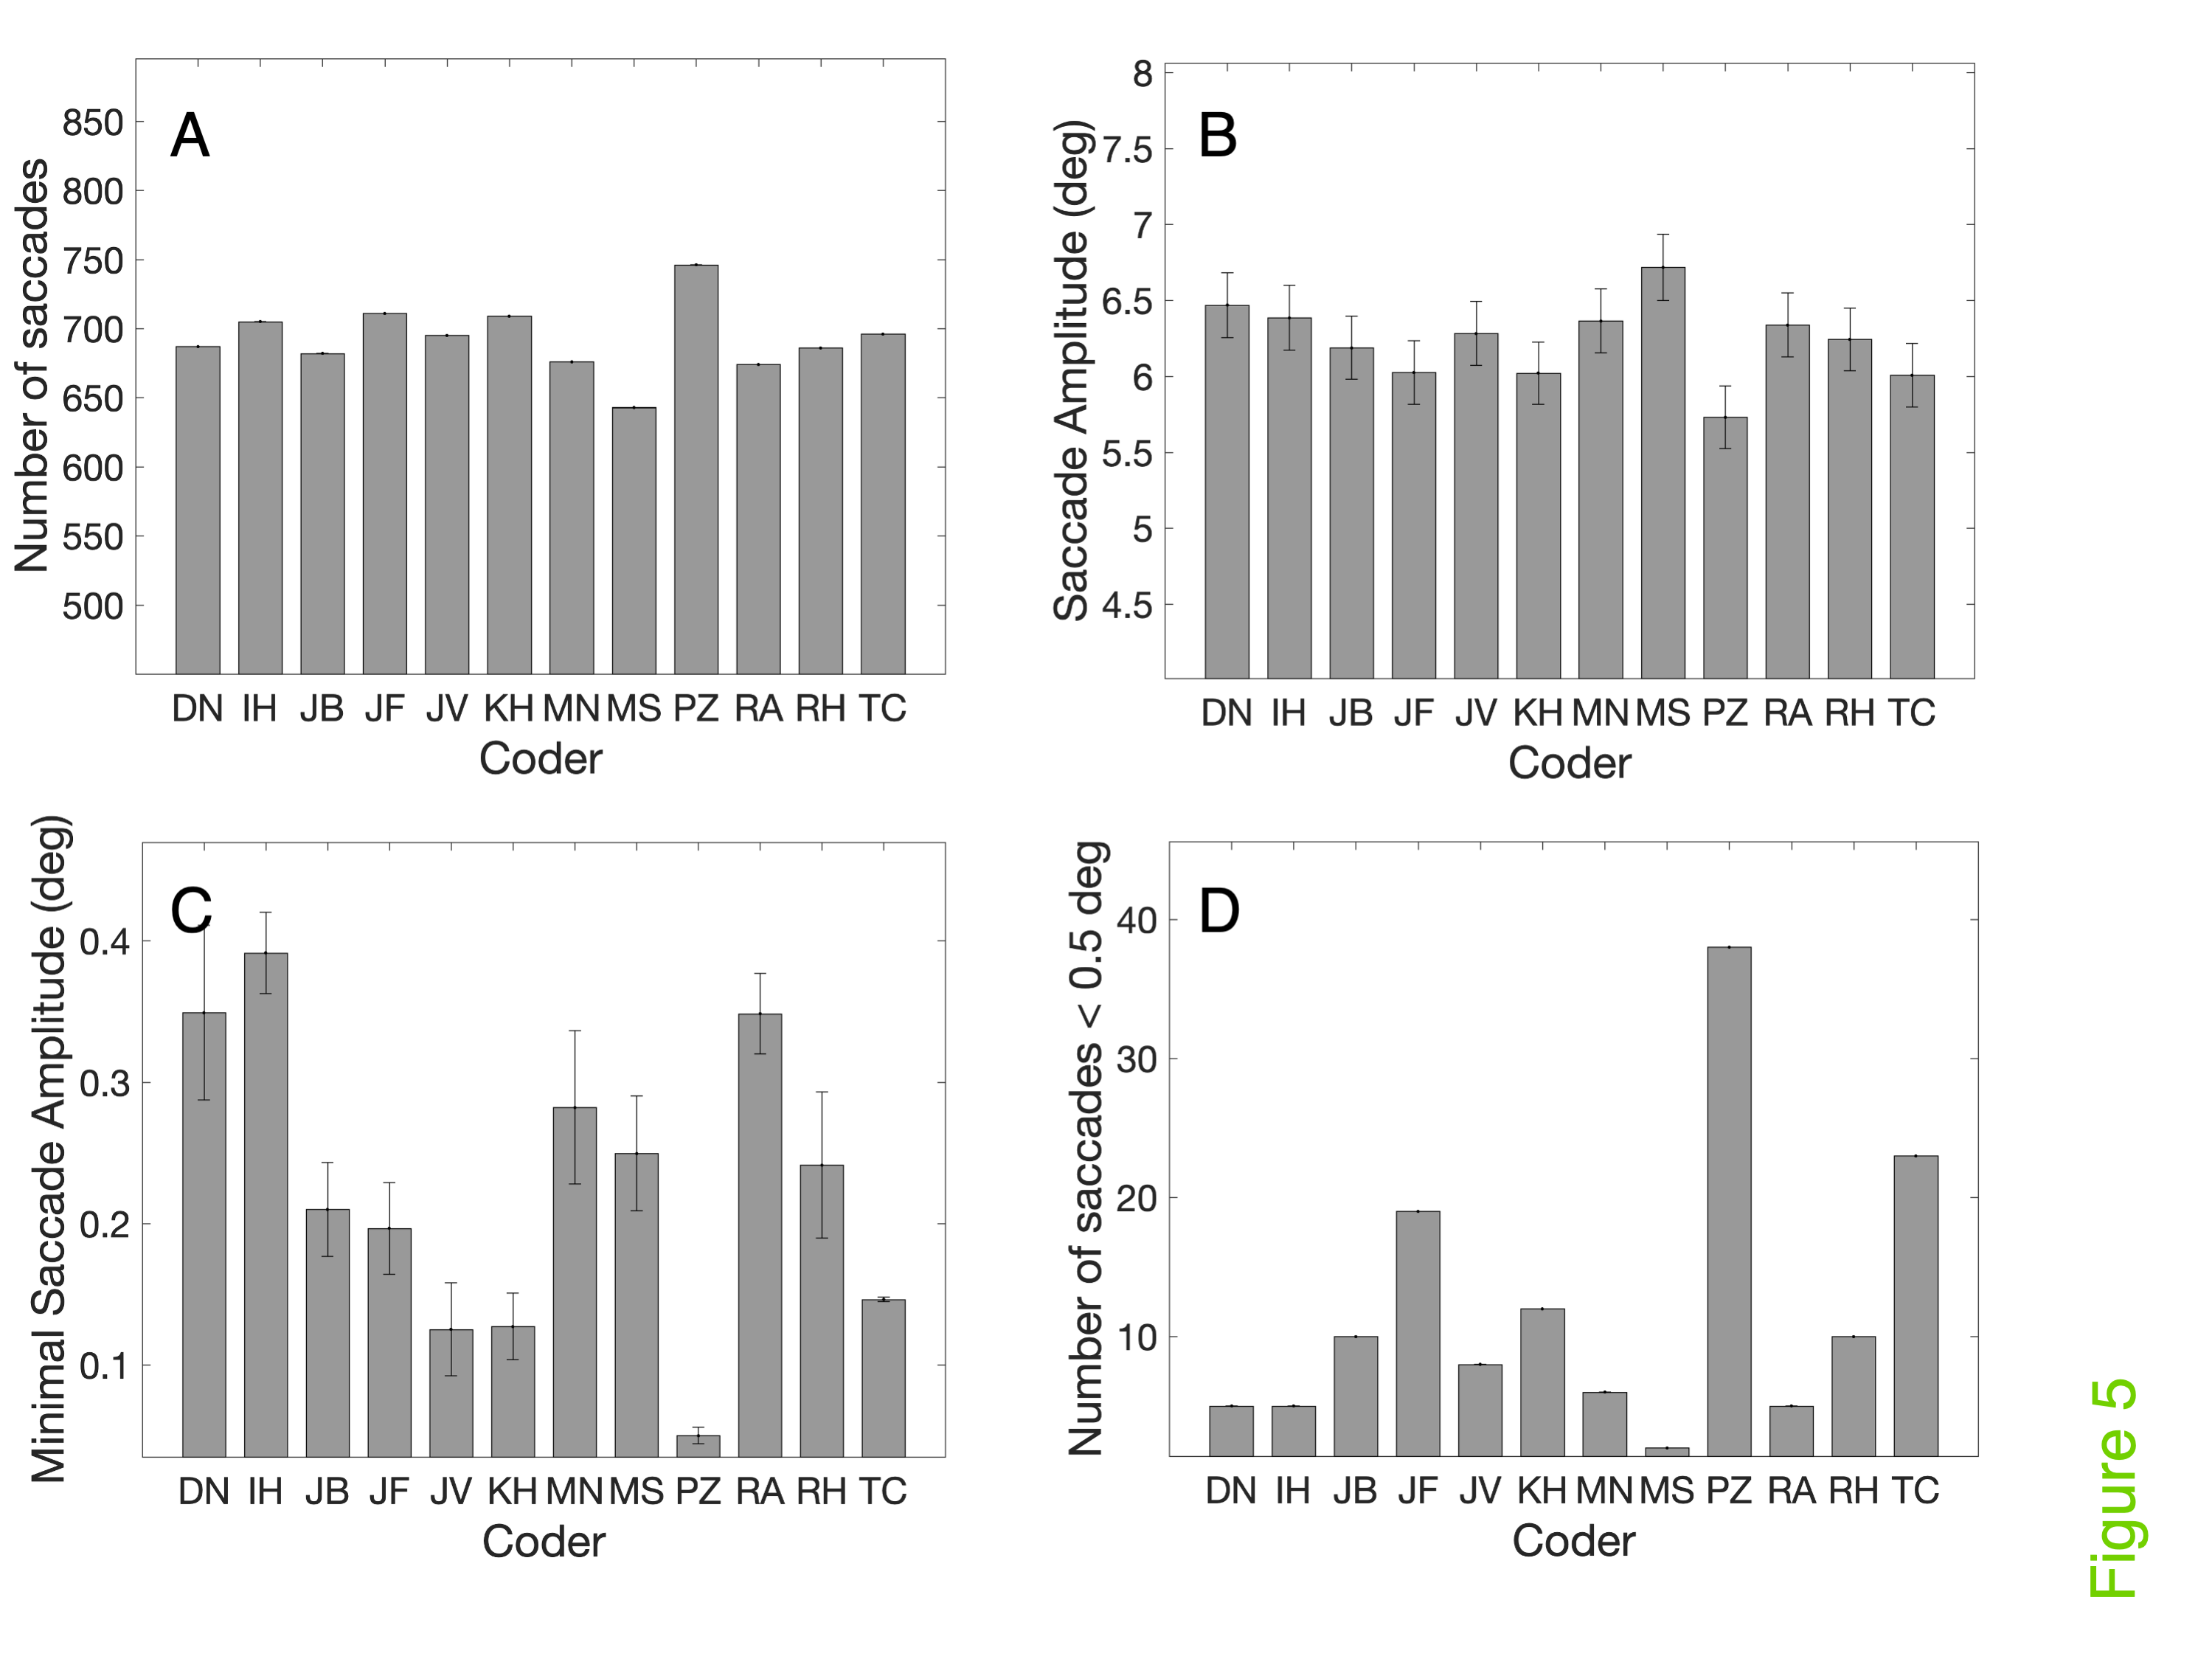 A
Number of saccades
850
800
750
700
650
600
550
500
DN IH JB JF JV KH MN MS PZ RA RH TC
Coder
B
Saccade Amplitude (deg)
8
7.5
7
6.5
6
5.5
5
4.5
DN IH JB JF JV KH MN MS PZ RA RH TC
Coder
C
Minimal Saccade Amplitude (deg)
0.4
0.3
0.2
0.1
DN IH JB JF JV KH MN MS PZ RA RH TC
Coder
D
Number of saccades < 0.5 deg
40
30
20
10
DN IH JB JF JV KH MN MS PZ RA RH TC
Coder
Figure 5